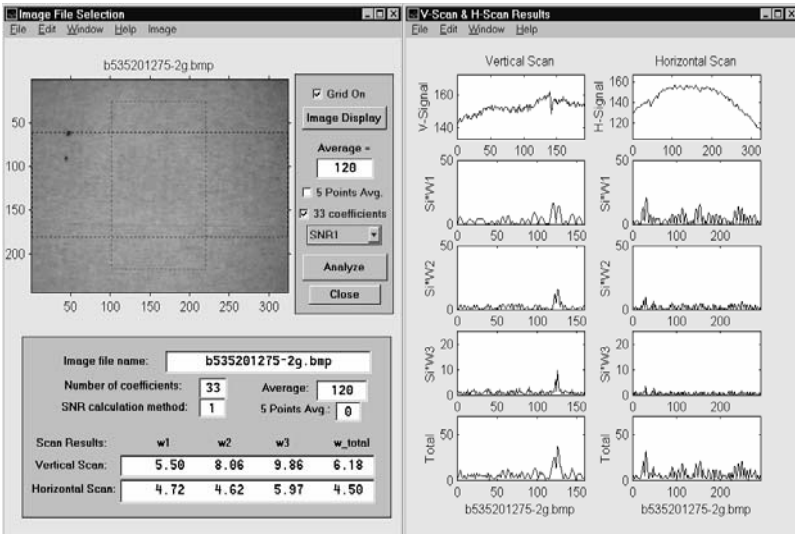 Image File Selection
File Edit Window Help Image
b535201275-2g.bmp
50
100
150
200
50 100 150 200 250 300
Grid On
Image Display
Average =
120
5 Points Avg.
33 coefficients
SNR1
Analyze
Close
Image file name: b535201275-2g.bmp
Number of coefficients: 33 Average: 120
SNR calculation method: 1 5 Points Avg.: 0
Scan Results: w1 w2 w3 w_total
Vertical Scan: 5.50 8.06 9.86 6.18
Horizontal Scan: 4.72 4.62 5.97 4.50
V-Scan & H-Scan Results
File Edit Window Help
Vertical Scan
V-Signal
160
140
0 50 100 150
Si*W1
50
0
0 50 100 150
Si*W2
50
0
0 50 100 150
Si*W3
20
10
0
0 50 100 150
Total
50
0
0 50 100 150
b535201275-2g.bmp
Horizontal Scan
H-Signal
160
140
0 100 200 300
Si*W1
50
0
0 100 200
Si*W2
50
0
0 100 200
Si*W3
20
10
0
0 100 200
Total
50
0
0 100 200
b535201275-2g.bmp